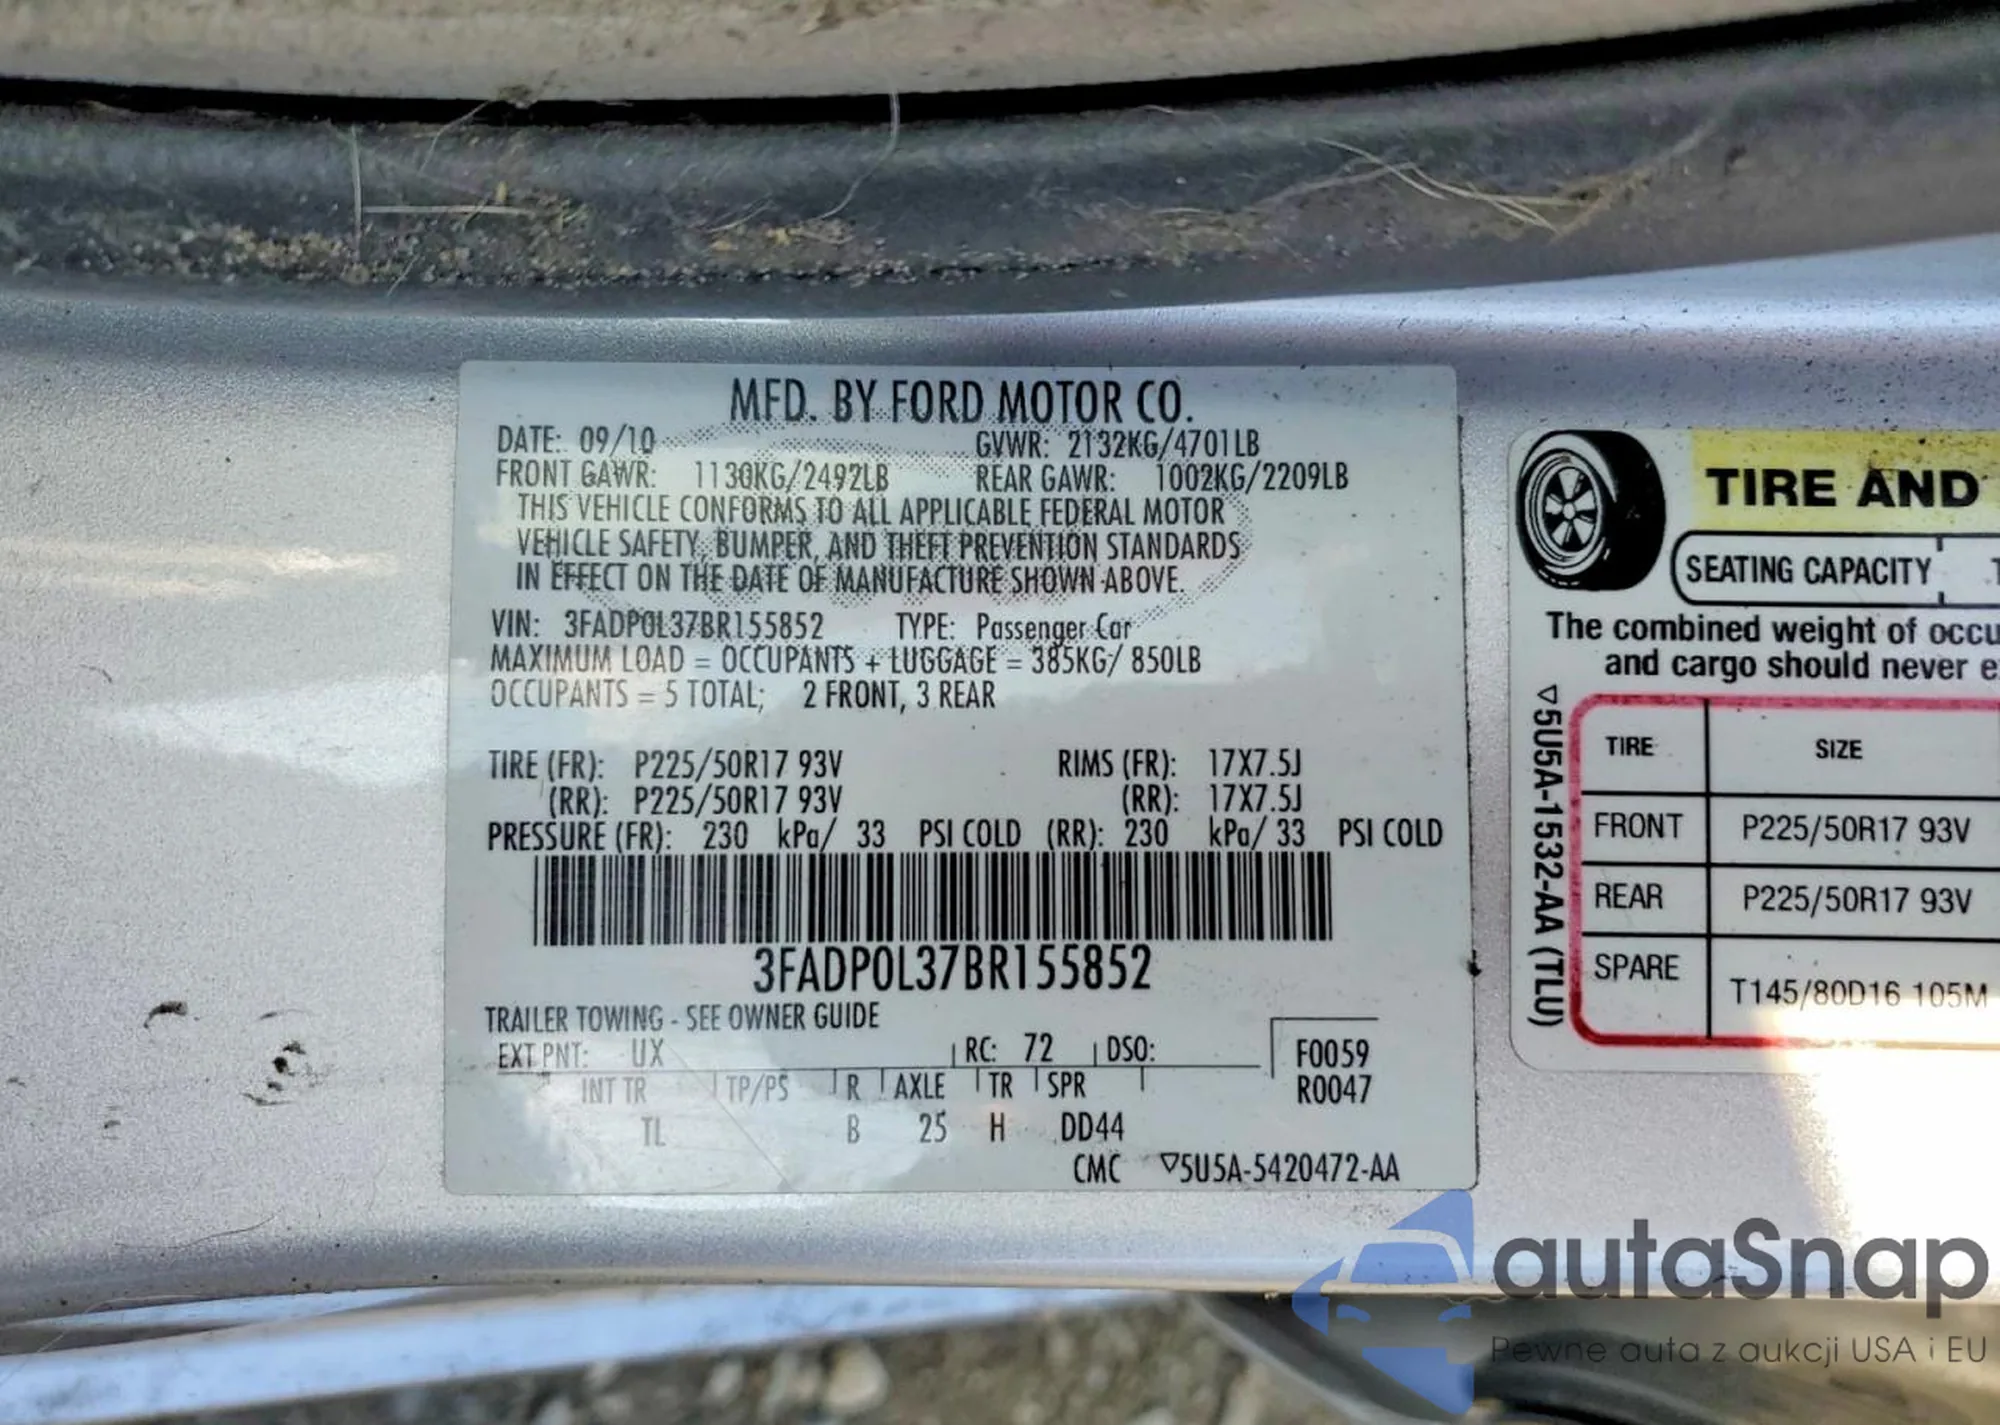 MFD. BY FORD MOTOR CO.
DATE: 09/10 GVWR: 2132KG/4701LB
FRONT GAWR: 1130KG/2492LB REAR GAWR: 1002KG/2209LB
THIS VEHICLE CONFORMS TO ALL APPLICABLE FEDERAL MOTOR
VEHICLE SAFETY, BUMPER, AND THEFT PREVENTION STANDARDS
IN EFFECT ON THE DATE OF MANUFACTURE SHOWN ABOVE.
VIN: 3FADP0L37BR155852 TYPE: Passenger Car
MAXIMUM LOAD = OCCUPANTS + LUGGAGE = 385KG/ 850LB
OCCUPANTS = 5 TOTAL; 2 FRONT, 3 REAR
TIRE (FR): P225/50R17 93V RIMS (FR): 17X7.5J
(RR): P225/50R17 93V (RR): 17X7.5J
PRESSURE (FR): 230 kPa/ 33 PSI COLD (RR): 230 kPa/ 33 PSI COLD
3FADP0L37BR155852
TRAILER TOWING - SEE OWNER GUIDE
EXT PNT: UX RC: 72 DSO: F0059
INT TR TP/PS R AXLE TR SPR R0047
TL B 25 H DD44
CMC ▽5U5A-5420472-AA
TIRE AND
SEATING CAPACITY
The combined weight of occu
and cargo should never e
▽5U5A-1532-AA (TLU)
TIRE SIZE
FRONT P225/50R17 93V
REAR P225/50R17 93V
SPARE T145/80D16 105M
autaSnap
Pewne auta z aukcji USA i EU